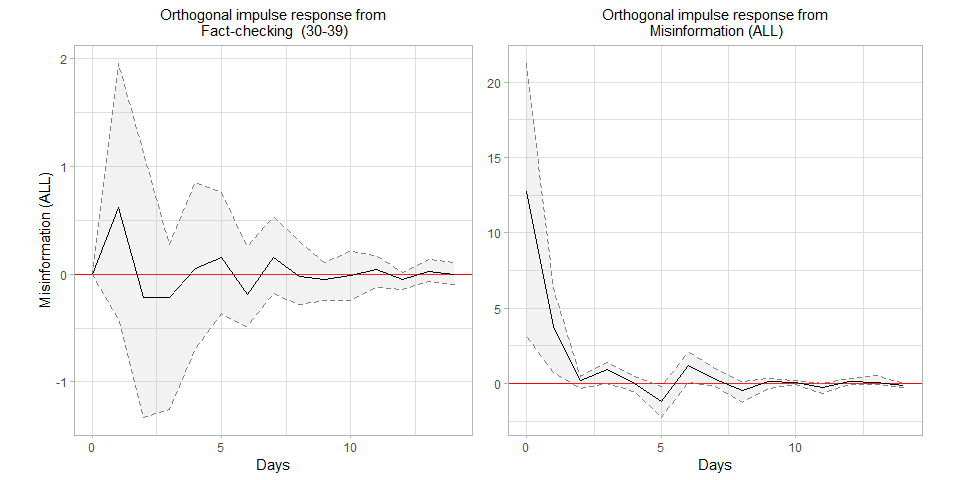 Orthogonal impulse response from
Fact-checking (30-39)
Misinformation (ALL)
2
1
0
-1
0
5
10
Days
Orthogonal impulse response from
Misinformation (ALL)
20
15
10
5
0
0
5
10
Days